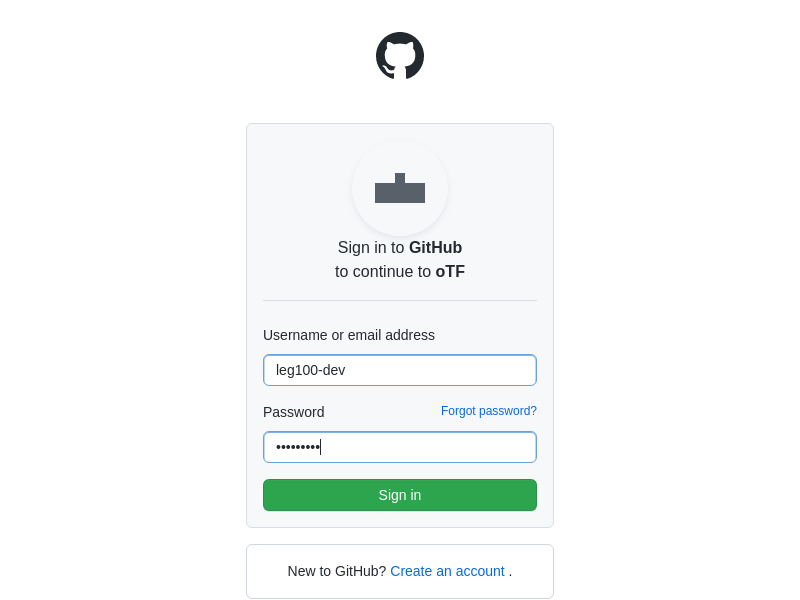 Sign in to GitHub
to continue to oTF
Username or email address
leg100-dev
Password Forgot password?
•••••••••
Sign in
New to GitHub? Create an account .